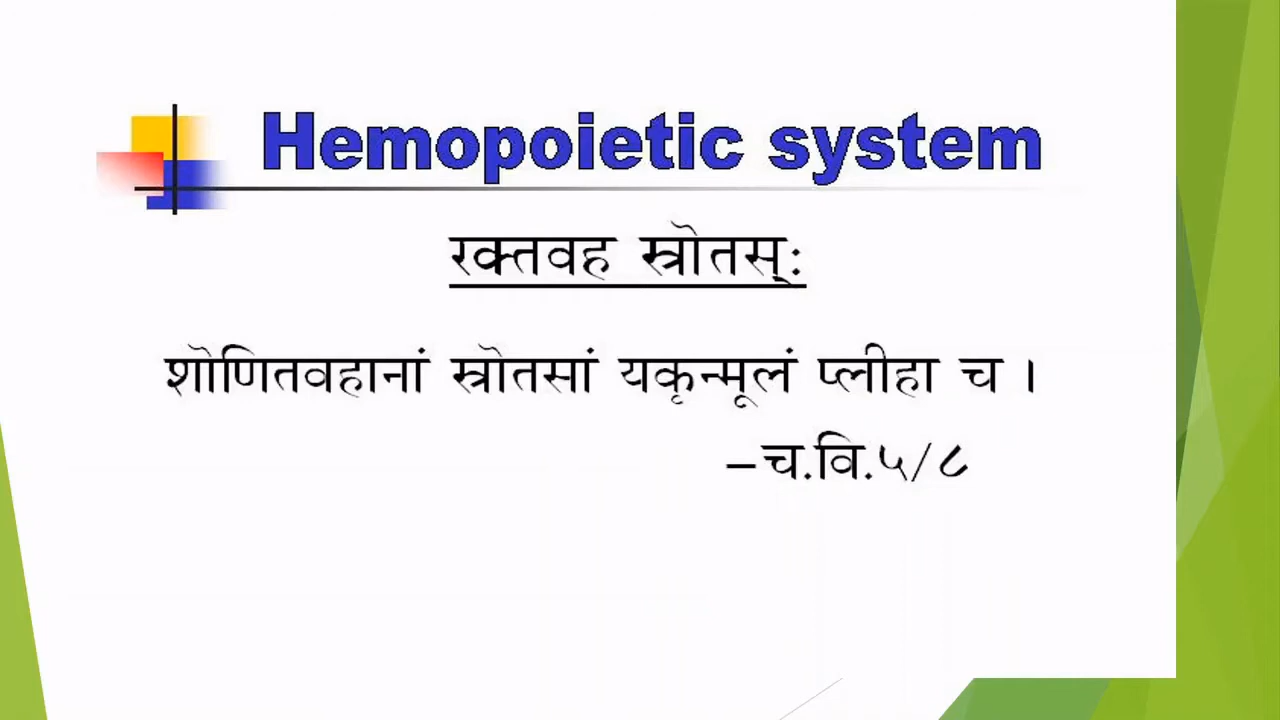 Hemopoietic system
रक्तवह स्त्रोतस्:
शोणितवहानां स्त्रोतसां यकृन्मूलं प्लीहा च ।
–च.वि.५/८